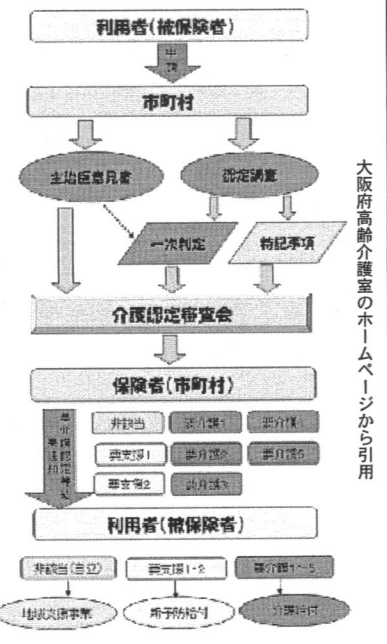 利用者(被保険者)
申請
市町村
主治医意見書
認定調査
一次判定
特記事項
介護認定審査会
保険者(市町村)
非該当
要介護1
要介護4
要支援1
要介護2
要介護5
要支援2
要介護3
利用者(被保険者)
非該当(自立)
要支援1-2
要介護1~5
地域支援事業
新予防給付
介護給付
大阪府高齢介護室のホームページから引用